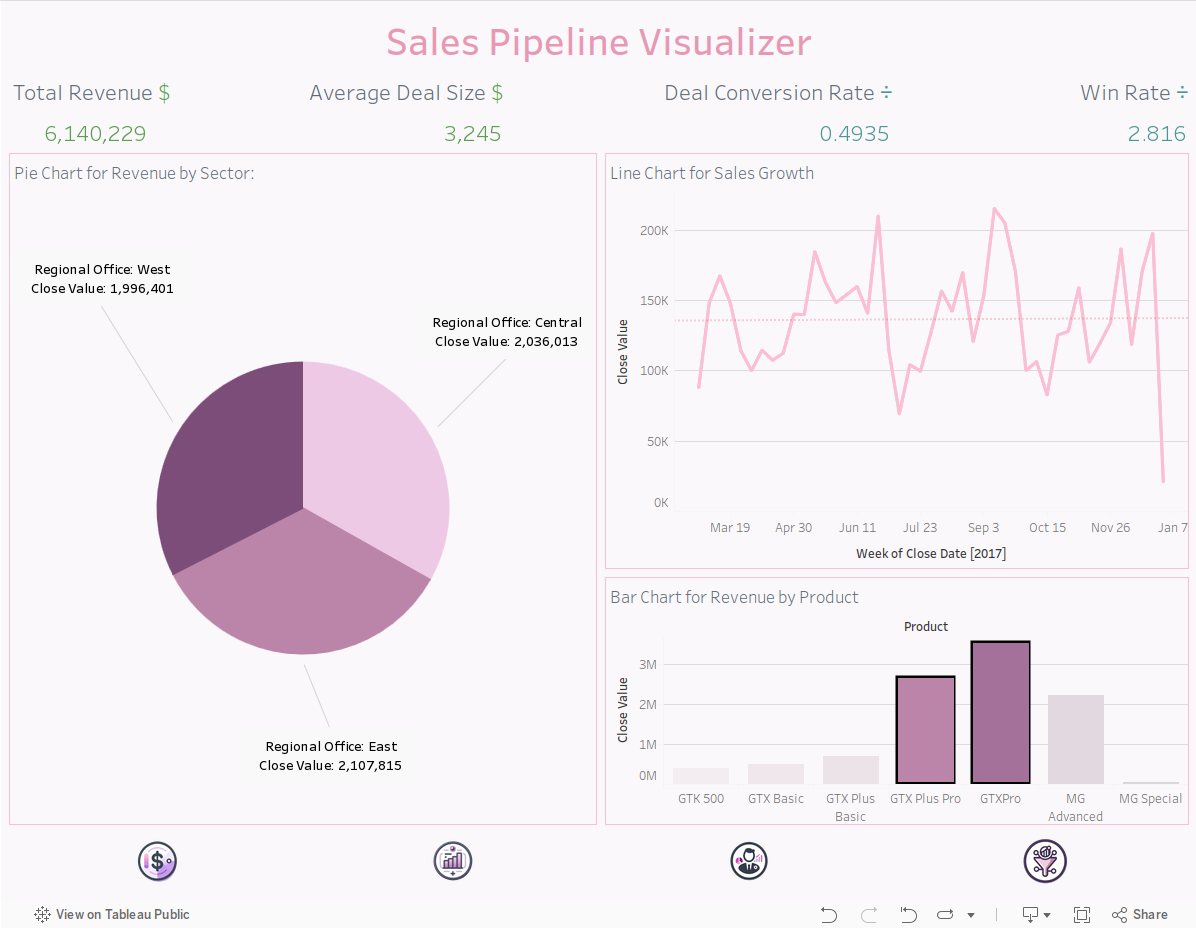 Sales Pipeline Visualizer
Total Revenue $
Average Deal Size $
Deal Conversion Rate ÷
Win Rate ÷
6,140,229
3,245
0.4935
2.816
Pie Chart for Revenue by Sector:
Regional Office: West
Close Value: 1,996,401
Regional Office: Central
Close Value: 2,036,013
Regional Office: East
Close Value: 2,107,815
Line Chart for Sales Growth
Close Value
200K
150K
100K
50K
0K
Mar 19
Apr 30
Jun 11
Jul 23
Sep 3
Oct 15
Nov 26
Jan 7
Week of Close Date [2017]
Bar Chart for Revenue by Product
Product
Close Value
3M
2M
1M
0M
GTK 500
GTX Basic
GTX Plus
Basic
GTX Plus Pro
GTXPro
MG
Advanced
MG Special
View on Tableau Public
Share